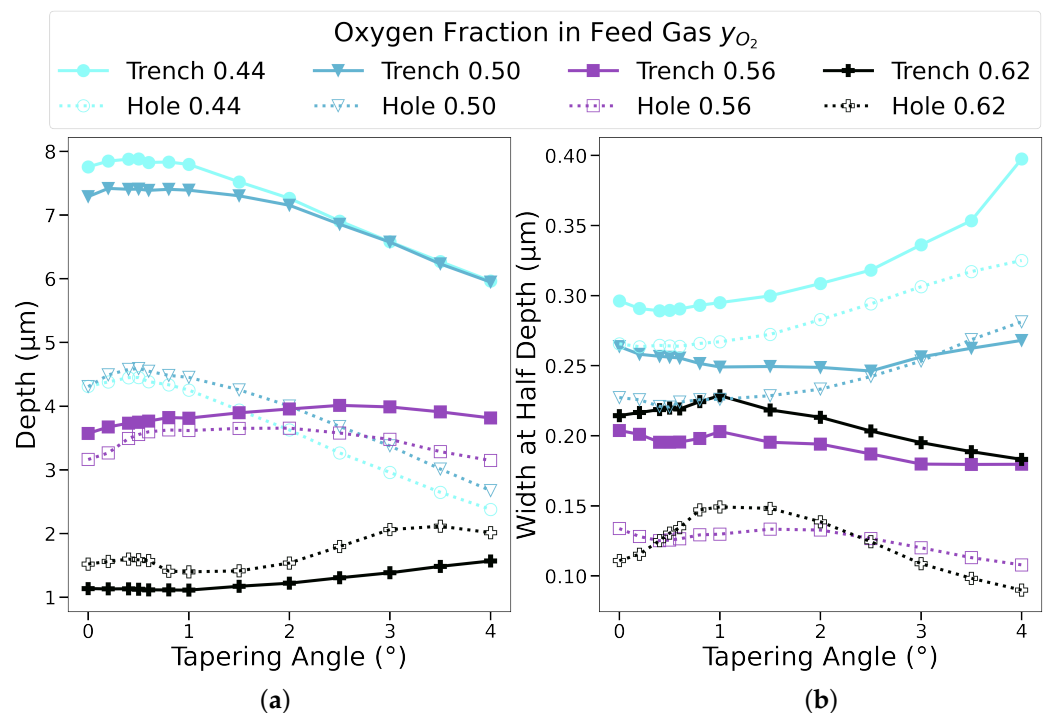 Oxygen Fraction in Feed Gas y_{O_2}
Trench 0.44 Trench 0.50 Trench 0.56 Trench 0.62
Hole 0.44 Hole 0.50 Hole 0.56 Hole 0.62
8
7
6
5
4
3
2
1
Depth (μm)
0 1 2 3 4
Tapering Angle (°)
(a)
0.40
0.35
0.30
0.25
0.20
0.15
0.10
Width at Half Depth (μm)
0 1 2 3 4
Tapering Angle (°)
(b)